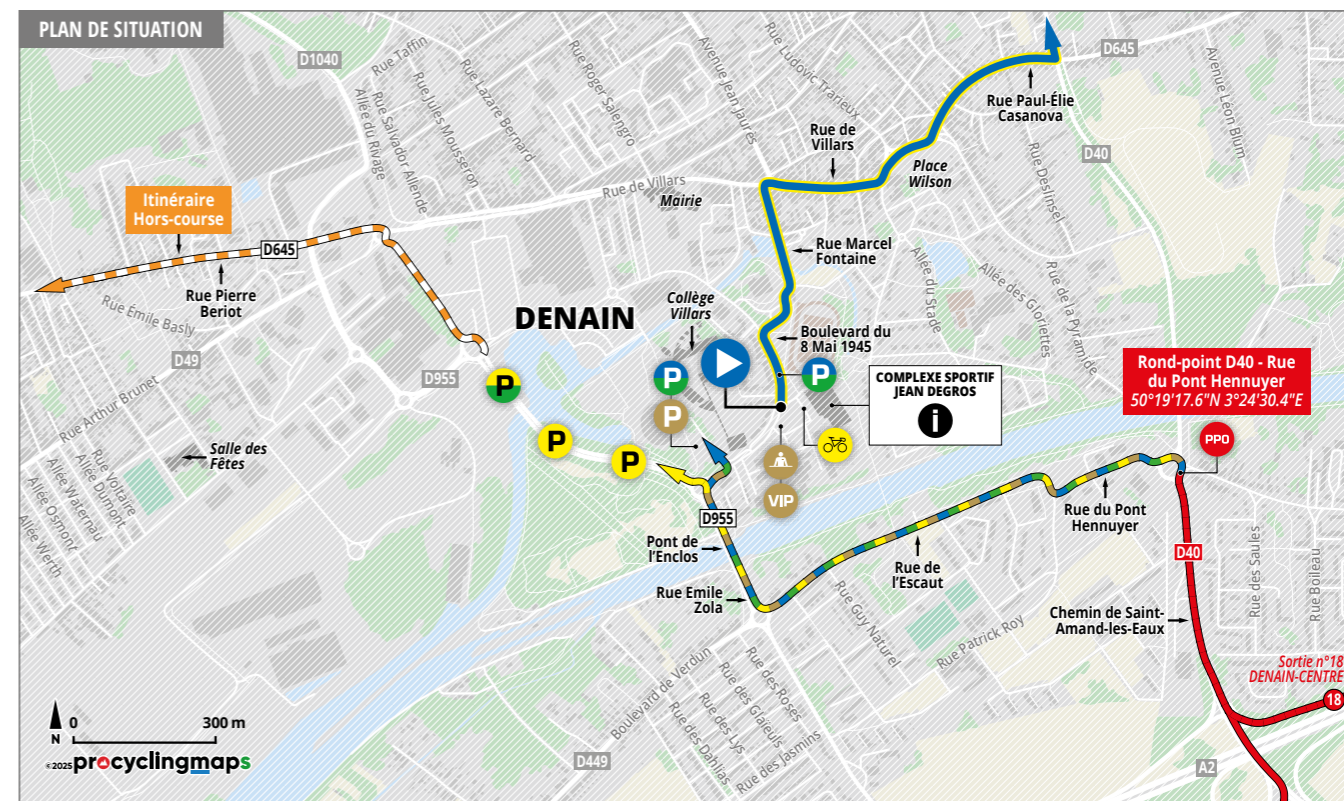 PLAN DE SITUATION
D1040
Rue Taffin
Rue Lazare Bernard
Rue Jules Mousseron
Rue Salvador Allende
Allée du Rivage
Rue Roger Salengro
Avenue Jean Jaurès
Rue Ludovic Trarieux
D645
Rue Paul-Élie
Casanova
Avenue Léon Blum
D40
Rue Deslinsel
Rue de
Villars
Place
Wilson
Rue de Villars
Mairie
Itinéraire
Hors-course
D645
Rue Pierre
Beriot
Rue Émile Basly
D49
D955
Rue Arthur Brunet
Rue Marcel
Fontaine
Allée du Stade
Allée des Gloriettes
Rue de la Pyramide
DENAIN
Collège
Villars
Boulevard du
8 Mai 1945
P
P
P
P
P
P
COMPLEXE SPORTIF
JEAN DEGROS
i
Rond-point D40 - Rue
du Pont Hennuyer
50°19'17.6"N 3°24'30.4"E
PPO
VIP
Salle des
Fêtes
Rue Voltaire
Allée Dumont
Allée Waternau
Allée Osmont
Allée Werth
D955
Pont de
l'Enclos
Rue Emile
Zola
Rue de
l'Escaut
Rue du Pont
Hennuyer
D40
Rue des Saules
Rue Boileau
Chemin de Saint-
Amand-les-Eaux
Rue Guy Naturel
Rue Patrick Roy
Boulevard de Verdun
Rue des Roses
Rue des Glaïeuls
Rue des Lys
Rue des Dahlias
Rue des Jasmins
Sortie n°18
DENAIN-CENTRE
18
D449
A2
N
0 300 m
©2025 procyclingmaps